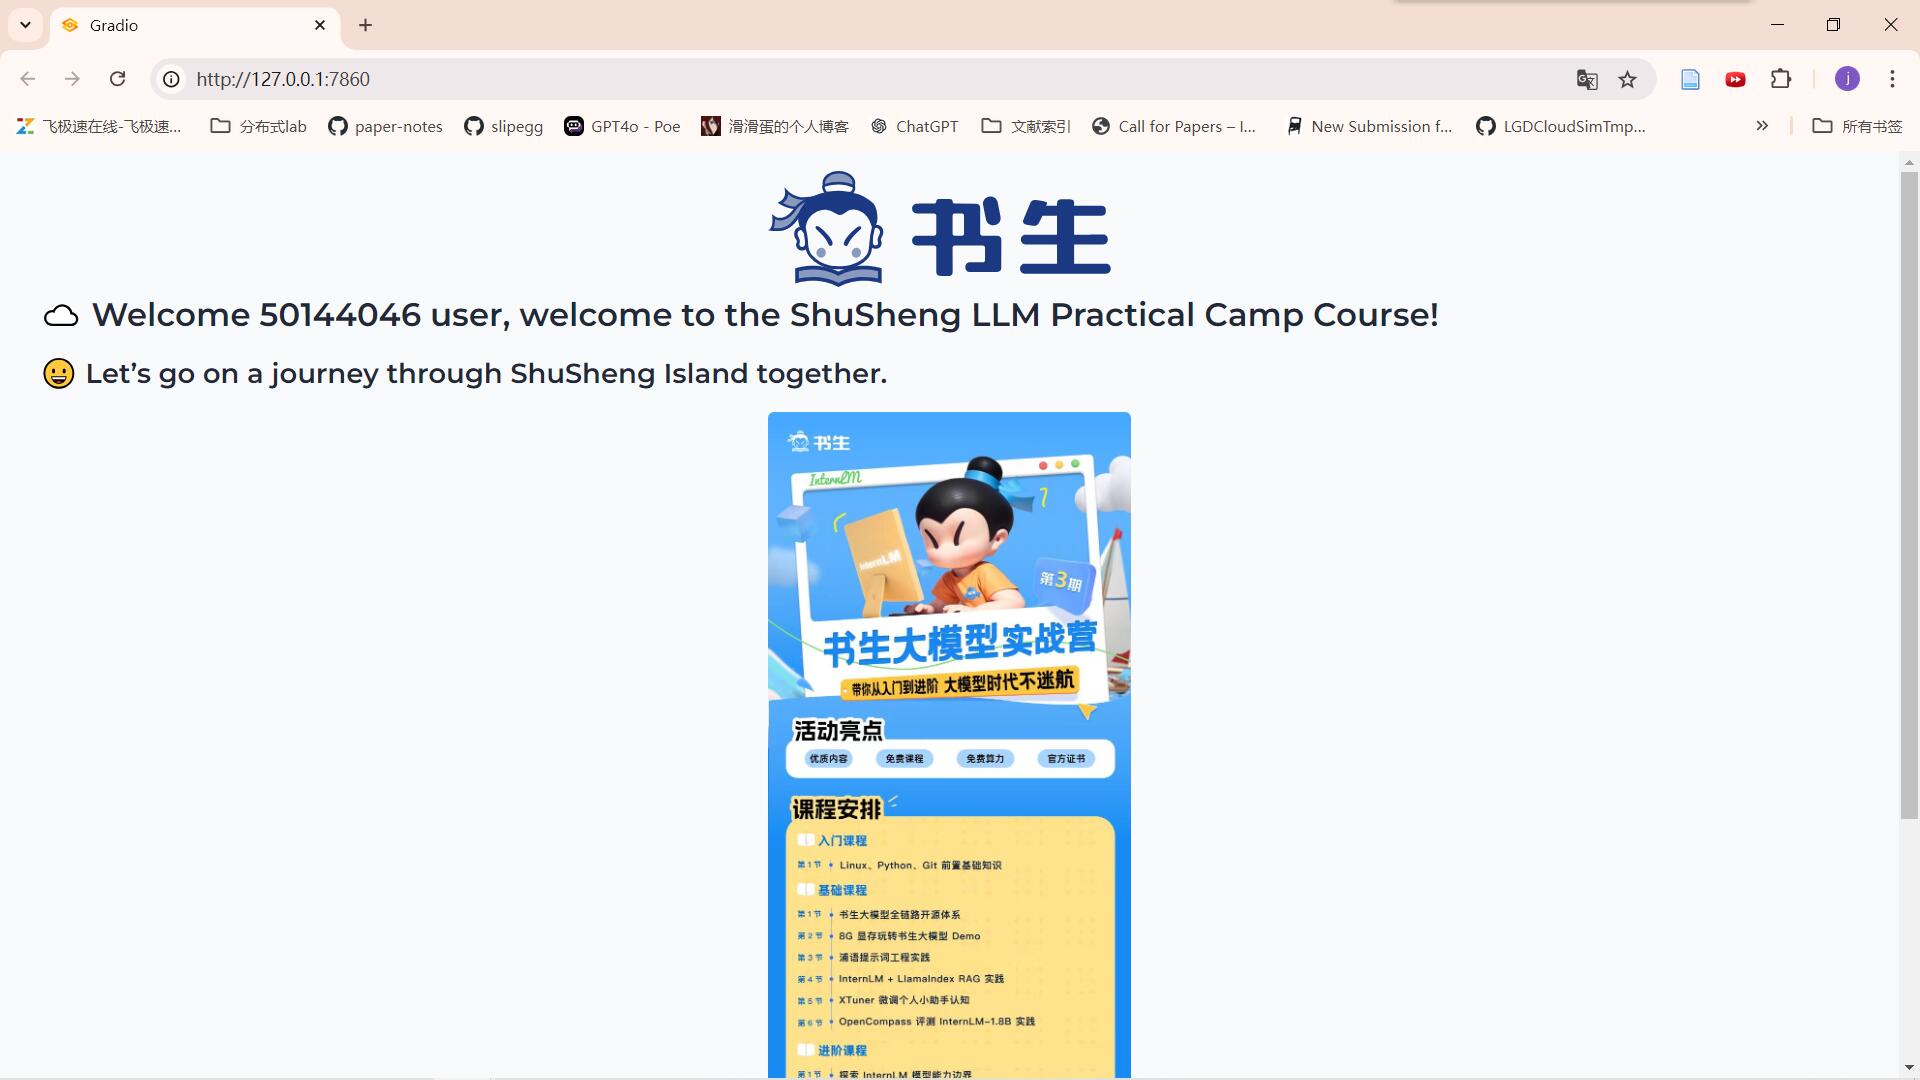 Gradio
http://127.0.0.1:7860
j
飞极速在线-飞极速...
分布式lab
paper-notes
slipegg
GPT4o - Poe
滑滑蛋的个人博客
ChatGPT
文献索引
Call for Papers – I...
New Submission f...
LGDCloudSimTmp...
所有书签
书生
Welcome 50144046 user, welcome to the ShuSheng LLM Practical Camp Course!
Let’s go on a journey through ShuSheng Island together.
书生
InternLM
InternLM
第3期
书生大模型实战营
带你从入门到进阶 大模型时代不迷航
活动亮点
优质内容 免费课程 免费算力 官方证书
课程安排
入门课程
第1节 Linux、Python、Git 前置基础知识
基础课程
第1节 书生大模型全链路开源体系
第2节 8G 显存玩转书生大模型 Demo
第3节 浦语提示词工程实践
第4节 InternLM + LlamaIndex RAG 实践
第5节 XTuner 微调个人小助手认知
第6节 OpenCompass 评测 InternLM-1.8B 实践
进阶课程
第1节 探索 InternLM 模型能力边界